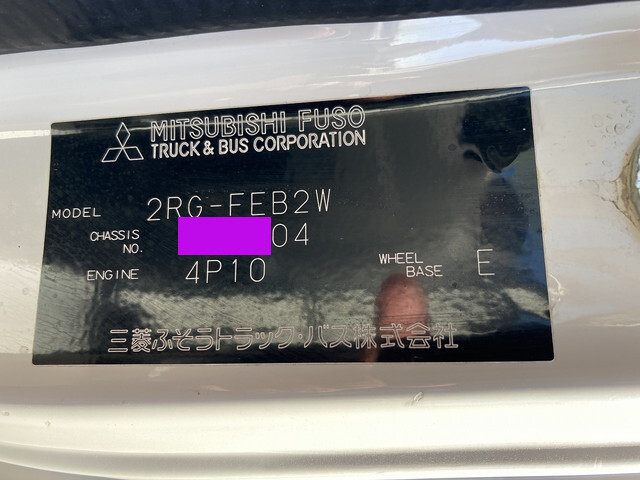 MITSUBISHI FUSO
TRUCK & BUS CORPORATION
MODEL 2RG-FEB2W
CHASSIS NO. 04
ENGINE 4P10
WHEEL BASE E
三菱ふそうトラック・バス株式会社